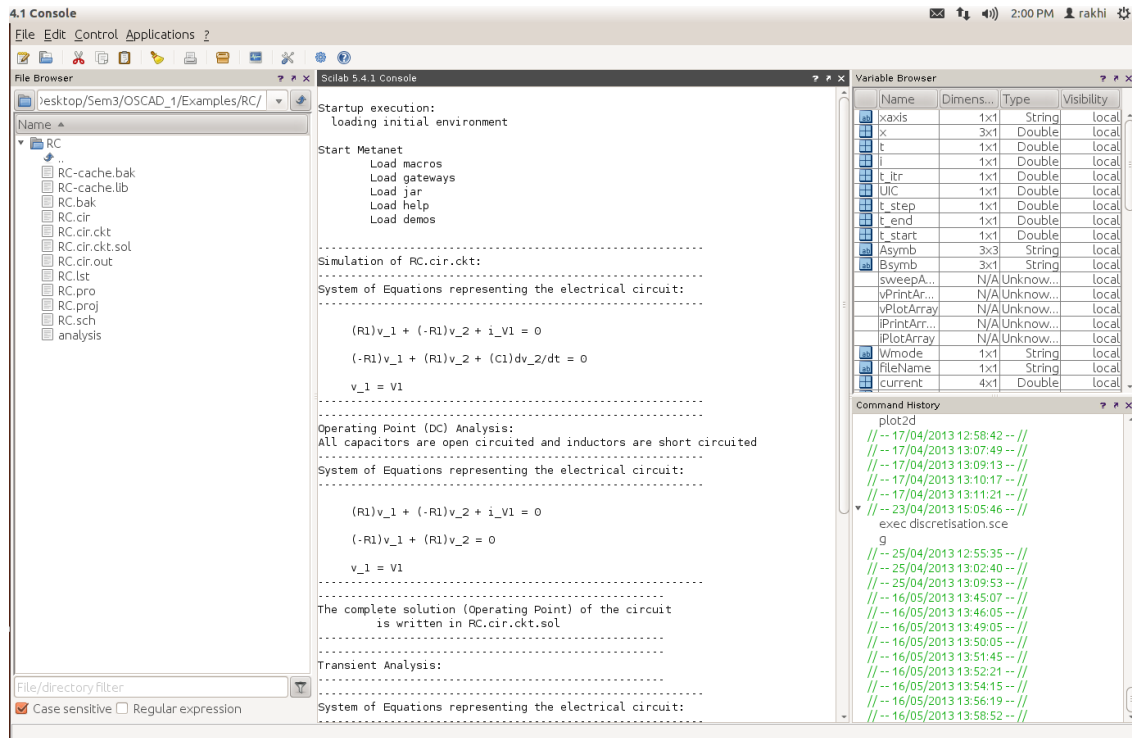 4.1 Console
2:00 PM rakhi
File Edit Control Applications ?
File Browser
esktop/Sem3/OSCAD_1/Examples/RC/
Name
RC
..
RC-cache.bak
RC-cache.lib
RC.bak
RC.cir
RC.cir.ckt
RC.cir.ckt.sol
RC.cir.out
RC.lst
RC.pro
RC.proj
RC.sch
analysis
File/directory filter
Case sensitive Regular expression
Scilab 5.4.1 Console
Startup execution:
loading initial environment
Start Metanet
Load macros
Load gateways
Load jar
Load help
Load demos
----------------------------------------------------------------------
Simulation of RC.cir.ckt:
----------------------------------------------------------------------
System of Equations representing the electrical circuit:
----------------------------------------------------------------------
(R1)v_1 + (-R1)v_2 + i_V1 = 0
(-R1)v_1 + (R1)v_2 + (C1)dv_2/dt = 0
v_1 = V1
----------------------------------------------------------------------
----------------------------------------------------------------------
Operating Point (DC) Analysis:
All capacitors are open circuited and inductors are short circuited
----------------------------------------------------------------------
System of Equations representing the electrical circuit:
----------------------------------------------------------------------
(R1)v_1 + (-R1)v_2 + i_V1 = 0
(-R1)v_1 + (R1)v_2 = 0
v_1 = V1
----------------------------------------------------------------------
---------------------------------------------------------------
The complete solution (Operating Point) of the circuit
is written in RC.cir.ckt.sol
---------------------------------------------------------------
---------------------------------------------------------------
Transient Analysis:
---------------------------------------------------------------
----------------------------------------------------------------------
System of Equations representing the electrical circuit:
----------------------------------------------------------------------
Variable Browser
Name Dimens... Type Visibility
xaxis 1x1 String local
x 3x1 Double local
t 1x1 Double local
i 1x1 Double local
t_itr 1x1 Double local
UIC 1x1 Double local
t_step 1x1 Double local
t_end 1x1 Double local
t_start 1x1 Double local
Asymb 3x3 String local
Bsymb 3x1 String local
sweepA... N/A Unknow... local
vPrintAr... N/A Unknow... local
vPlotArray N/A Unknow... local
iPrintArr... N/A Unknow... local
iPlotArray N/A Unknow... local
Wmode 1x1 String local
fileName 1x1 String local
current 4x1 Double local
Command History
plot2d
// -- 17/04/2013 12:58:42 -- //
// -- 17/04/2013 13:07:49 -- //
// -- 17/04/2013 13:09:13 -- //
// -- 17/04/2013 13:10:17 -- //
// -- 17/04/2013 13:11:21 -- //
// -- 23/04/2013 15:05:46 -- //
exec discretisation.sce
g
// -- 25/04/2013 12:55:35 -- //
// -- 25/04/2013 13:02:40 -- //
// -- 25/04/2013 13:09:53 -- //
// -- 16/05/2013 13:45:07 -- //
// -- 16/05/2013 13:46:05 -- //
// -- 16/05/2013 13:49:05 -- //
// -- 16/05/2013 13:50:05 -- //
// -- 16/05/2013 13:51:45 -- //
// -- 16/05/2013 13:52:21 -- //
// -- 16/05/2013 13:54:15 -- //
// -- 16/05/2013 13:56:19 -- //
// -- 16/05/2013 13:58:52 -- //